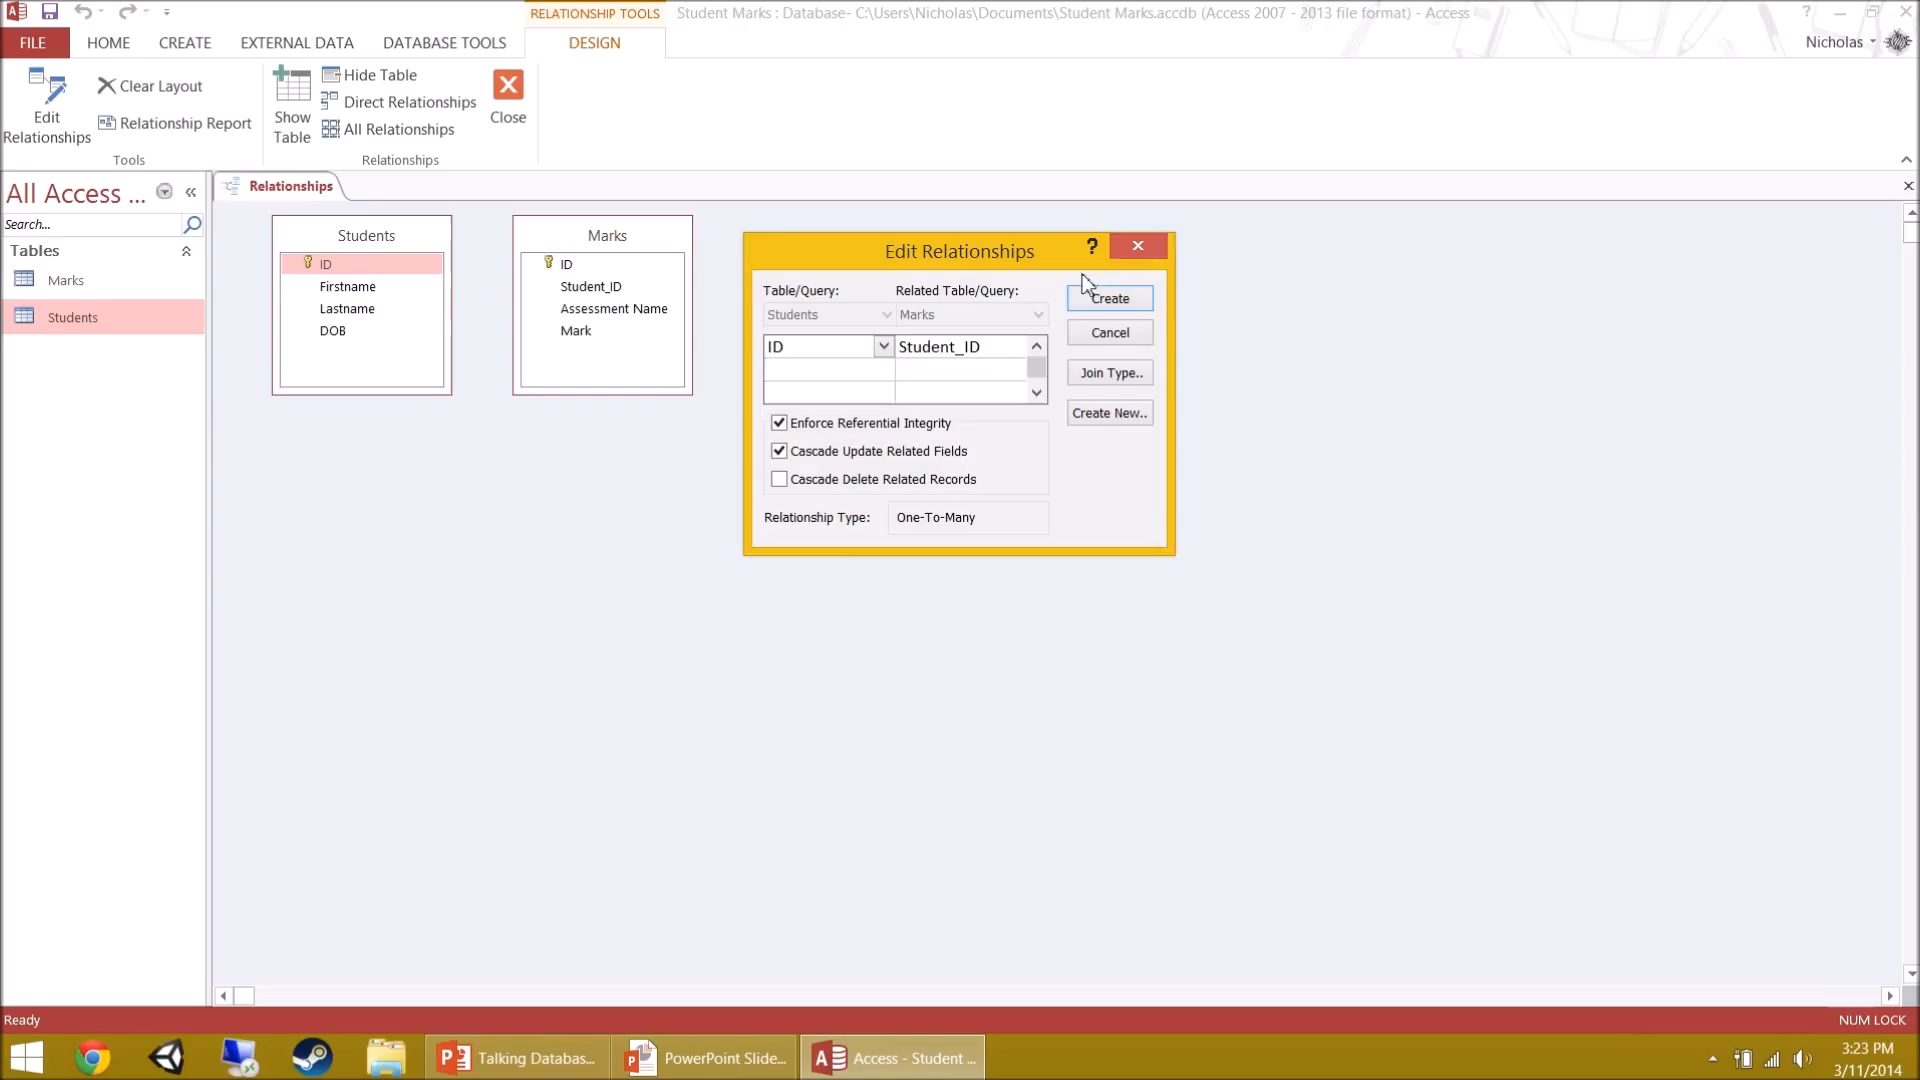 RELATIONSHIP TOOLS
Student Marks : Database- C:\Users\Nicholas\Documents\Student Marks.accdb (Access 2007 - 2013 file format) - Access
FILE HOME CREATE EXTERNAL DATA DATABASE TOOLS DESIGN
Nicholas
Edit Relationships
Clear Layout
Relationship Report
Tools
Show Table
Hide Table
Direct Relationships
All Relationships
Close
Relationships
All Access ...
Search...
Tables
Marks
Students
Relationships
Students
ID
Firstname
Lastname
DOB
Marks
ID
Student_ID
Assessment Name
Mark
Edit Relationships ?
Table/Query: Related Table/Query:
Students Marks
ID Student_ID
Create
Cancel
Join Type..
Create New..
Enforce Referential Integrity
Cascade Update Related Fields
Cascade Delete Related Records
Relationship Type: One-To-Many
Ready
NUM LOCK
Talking Databas...
PowerPoint Slide...
Access - Student ...
3:23 PM
3/11/2014